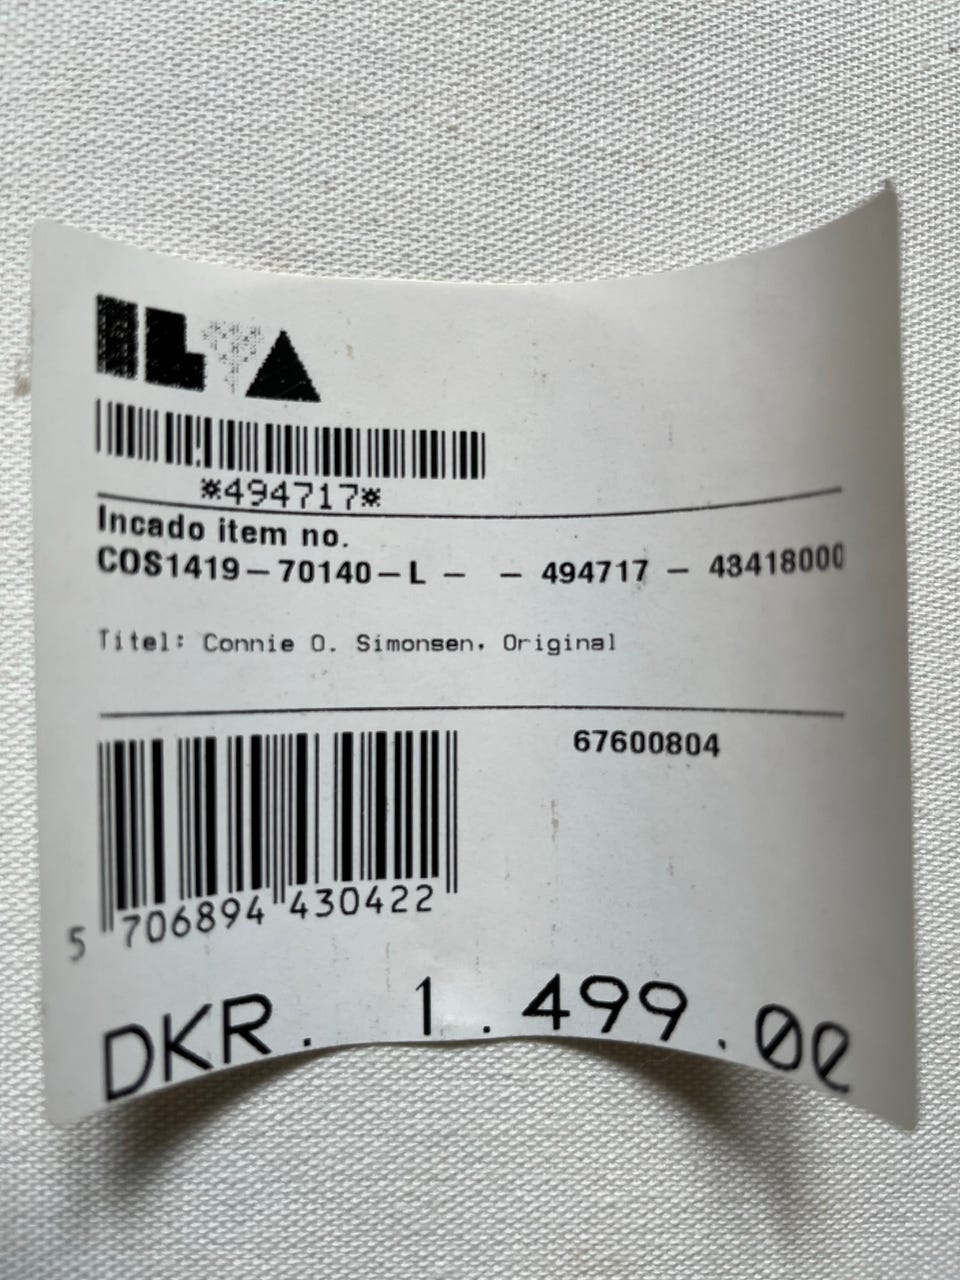 ILVA
*494717*
Incado item no.
COS1419-70140-L - - 494717 - 43418000
Titel: Connie O. Simonsen. Original
67600804
5 706894 430422
DKR. 1.499.00